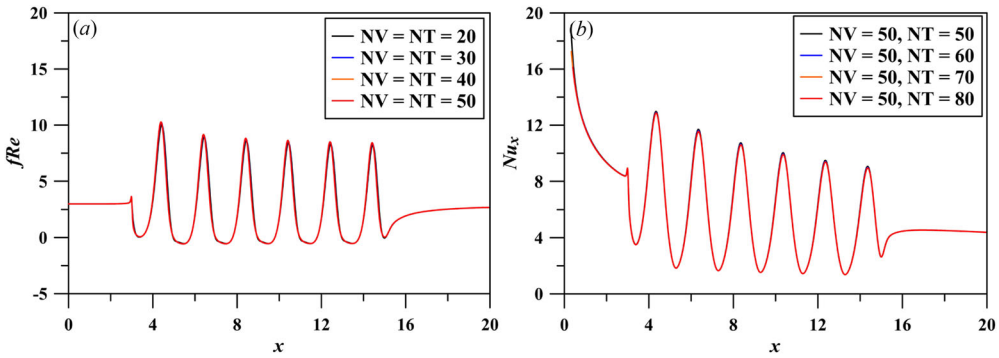 (a)
NV = NT = 20
NV = NT = 30
NV = NT = 40
NV = NT = 50
fRe
20
15
10
5
0
-5
0 4 8 12 16 20
x
(b)
NV = 50, NT = 50
NV = 50, NT = 60
NV = 50, NT = 70
NV = 50, NT = 80
Nux
20
16
12
8
4
0
0 4 8 12 16 20
x